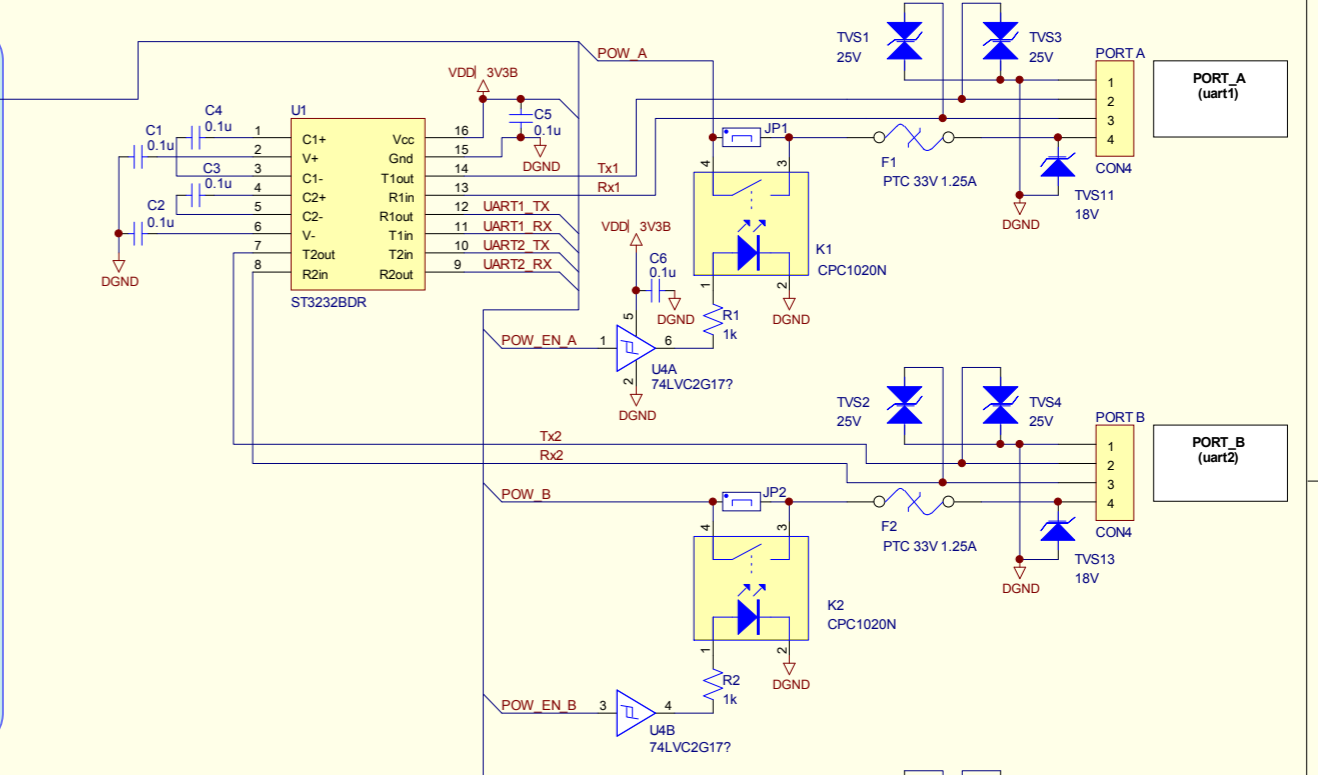 TVS1
25V
TVS3
25V
PORT A
1
2
3
4
CON4
PORT_A
(uart1)
POW_A
VDD| 3V3B
C5
0.1u
DGND
U1
C4
0.1u
C1
0.1u
C3
0.1u
C2
0.1u
DGND
1 C1+ Vcc 16
2 V+ Gnd 15
3 C1- T1out 14 Tx1
4 C2+ R1in 13 Rx1
5 C2- R1out 12 UART1_TX
6 V- T1in 11 UART1_RX
7 T2out T2in 10 UART2_TX
8 R2in R2out 9 UART2_RX
ST3232BDR
JP1
4 3
F1
PTC 33V 1.25A
TVS11
18V
DGND
K1
CPC1020N
1 2
DGND
R1
1k
VDD| 3V3B
C6
0.1u
DGND
5
POW_EN_A 1 6
2
U4A
74LVC2G17?
DGND
TVS2
25V
TVS4
25V
PORT B
1
2
3
4
CON4
PORT_B
(uart2)
Tx2
Rx2
POW_B
JP2
4 3
F2
PTC 33V 1.25A
TVS13
18V
DGND
K2
CPC1020N
1 2
DGND
R2
1k
POW_EN_B 3 4
U4B
74LVC2G17?